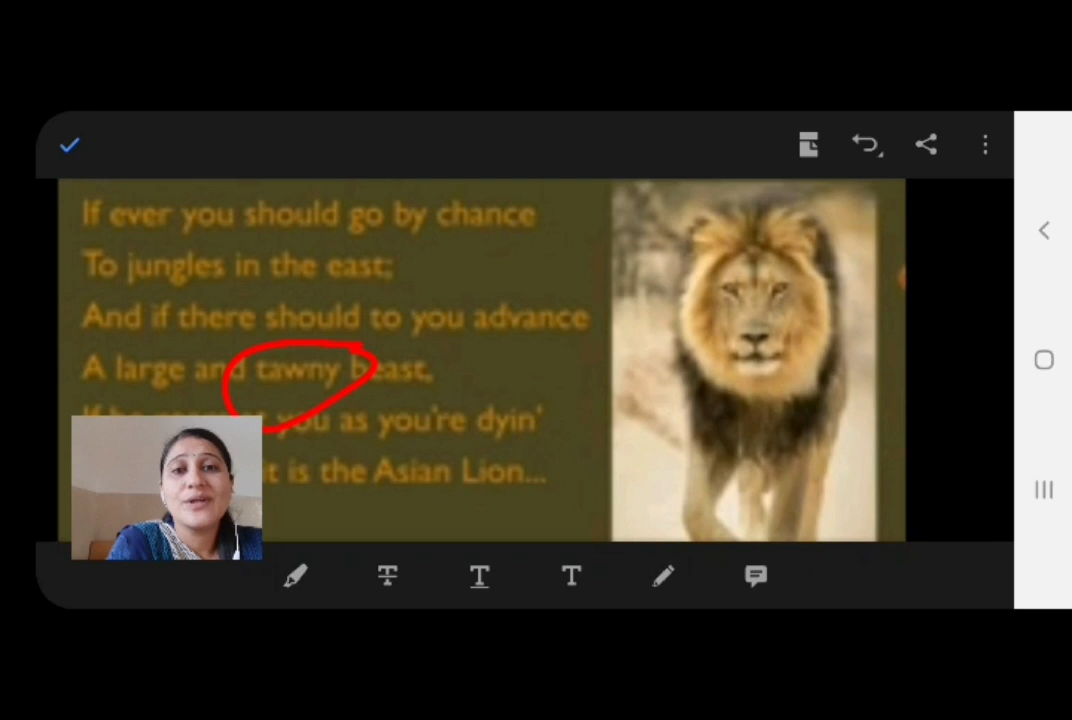 If ever you should go by chance
To jungles in the east;
And if there should to you advance
A large and tawny beast,
you as you're dyin'
it is the Asian Lion...